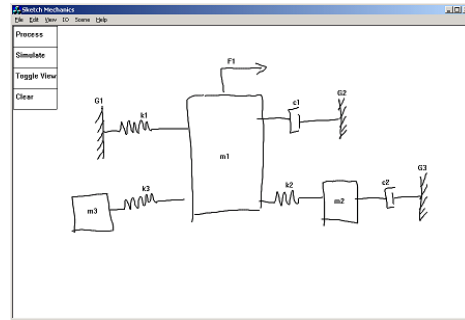 Sketch Mechanics
File Edit View IO Scene Help
Process
Simulate
Toggle View
Clear
F1
G1
k1
c1
G2
m1
G3
m3
k3
k2
m2
c2